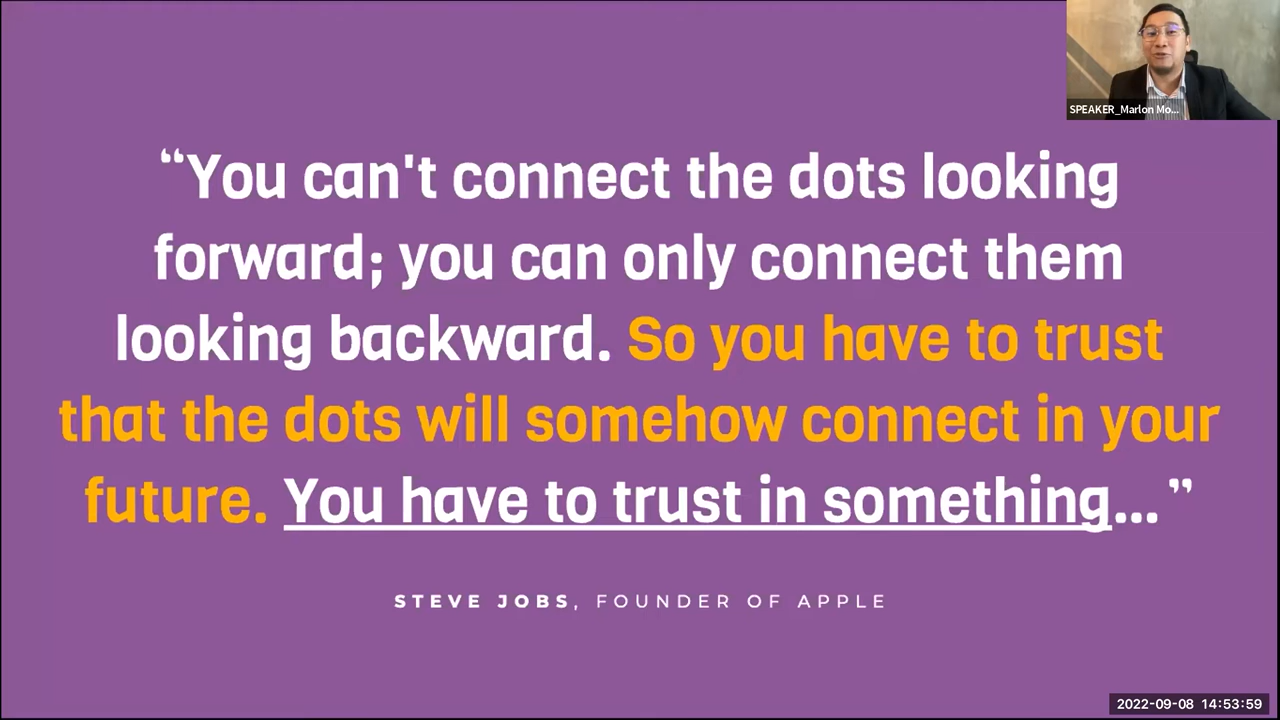 SPEAKER_Marlon Mo...
“You can't connect the dots looking
forward; you can only connect them
looking backward. So you have to trust
that the dots will somehow connect in your
future. You have to trust in something...”
STEVE JOBS, FOUNDER OF APPLE
2022-09-08 14:53:59